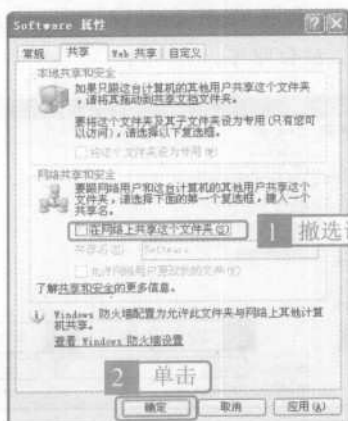 Software 属性
常规 共享 Web 共享 自定义
本地共享和安全
如果只跟这台计算机的其他用户共享这个文件夹
，请将其拖动到共享文档文件夹。
要将这个文件夹及其子文件夹设为专用(只有您可
以访问)，请选择以下复选框。
将这个文件夹设为专用(M)
网络共享和安全
要跟网络用户和这台计算机的其他用户共享这个
文件夹，请选择下面的第一个复选框，键入一个
共享名。
在网络上共享这个文件夹(S)
1 撤选
共享名(H): Software
允许网络用户更改我的文件(W)
了解共享和安全的更多信息。
Windows 防火墙配置为允许此文件夹与网络上其他计算
机共享。
查看 Windows 防火墙设置
2 单击
确定 取消 应用(A)